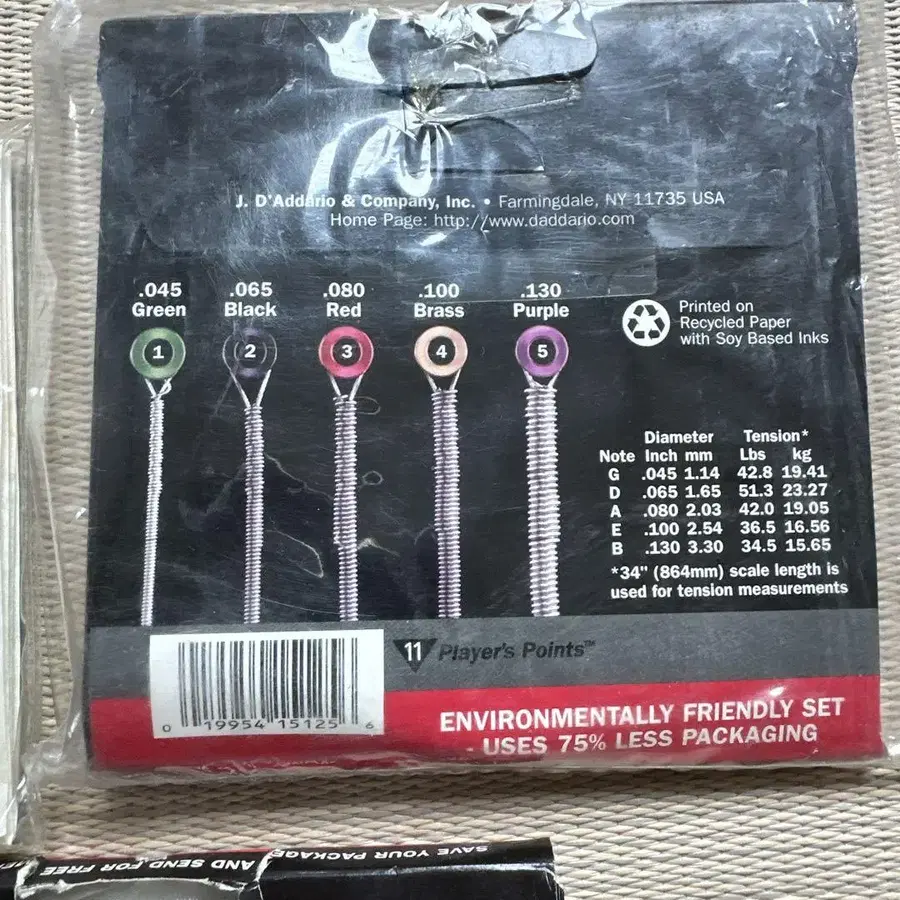 J. D'Addario & Company, Inc. • Farmingdale, NY 11735 USA
Home Page: http://www.daddario.com
.045 .065 .080 .100 .130
Green Black Red Brass Purple
1 2 3 4 5
Printed on
Recycled Paper
with Soy Based Inks
Diameter Tension*
Note Inch mm Lbs kg
G .045 1.14 42.8 19.41
D .065 1.65 51.3 23.27
A .080 2.03 42.0 19.05
E .100 2.54 36.5 16.56
B .130 3.30 34.5 15.65
*34" (864mm) scale length is
used for tension measurements
11 Player's Points™
0 19954 15125 6
ENVIRONMENTALLY FRIENDLY SET
- USES 75% LESS PACKAGING
SAVE YOUR PACKAGE
AND SEND FOR FREE